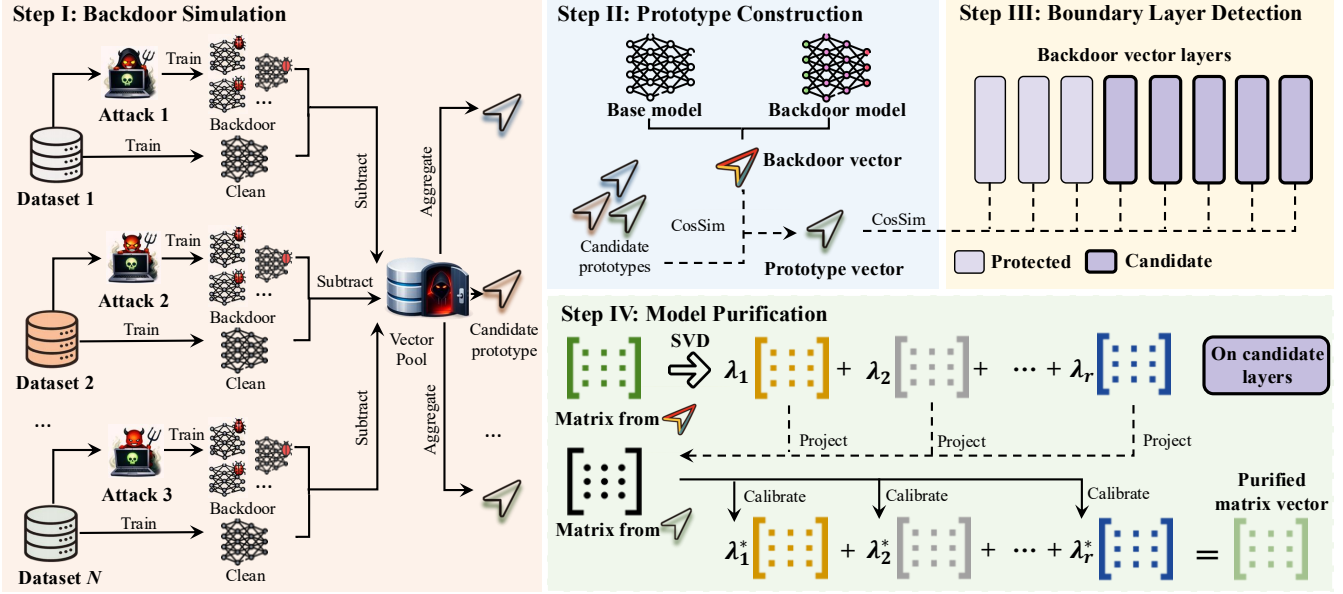 Step I: Backdoor Simulation
Attack 1
Train
Backdoor
...
Train
Clean
Dataset 1
Subtract
Aggregate
Attack 2
Train
Backdoor
...
Train
Clean
Dataset 2
Subtract
Vector
Pool
Candidate
prototype
...
Attack 3
Train
Backdoor
...
Train
Clean
Dataset N
Subtract
Aggregate
...
Step II: Prototype Construction
Base model
Backdoor model
Backdoor vector
CosSim
Candidate
prototypes
Prototype vector
CosSim
Step III: Boundary Layer Detection
Backdoor vector layers
Protected
Candidate
Step IV: Model Purification
SVD
λ1 + λ2 + ... + λr
On candidate
layers
Matrix from
Project
Project
Project
Matrix from
Calibrate
Calibrate
Calibrate
Purified
matrix vector
λ1* + λ2* + ... + λr* =